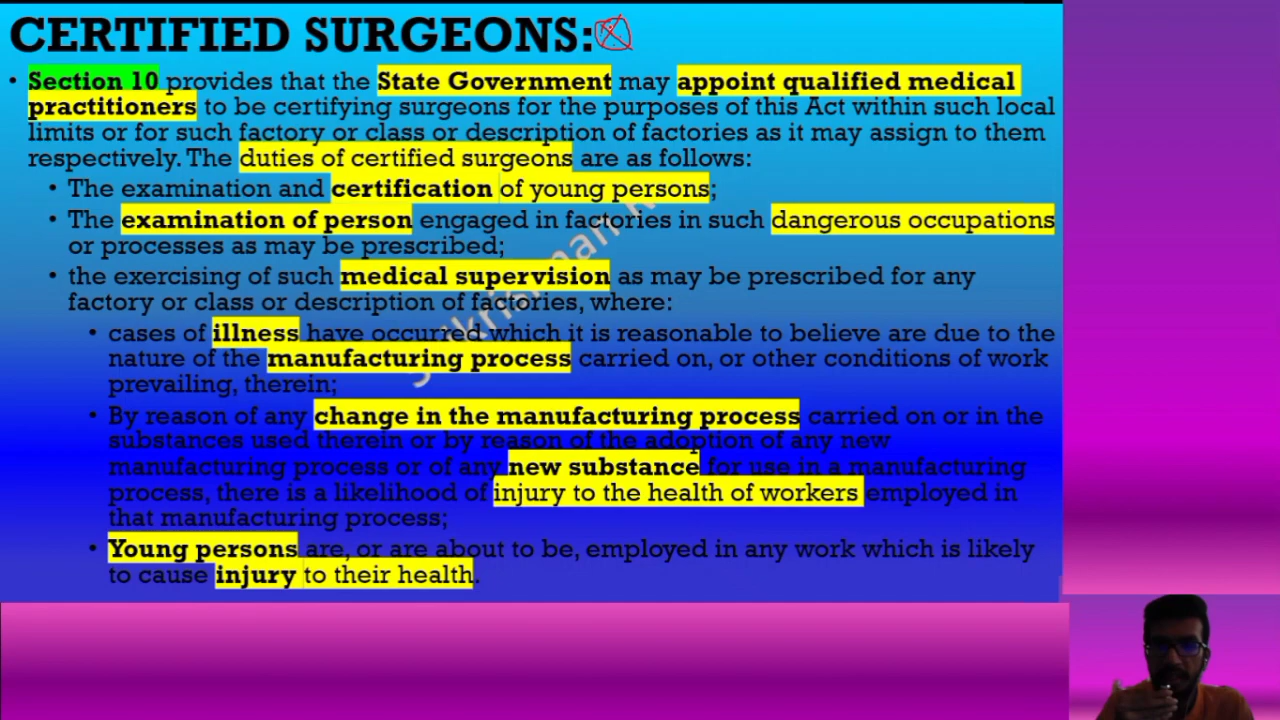 CERTIFIED SURGEONS:
• Section 10 provides that the State Government may appoint qualified medical
practitioners to be certifying surgeons for the purposes of this Act within such local
limits or for such factory or class or description of factories as it may assign to them
respectively. The duties of certified surgeons are as follows:
• The examination and certification of young persons;
• The examination of person engaged in factories in such dangerous occupations
or processes as may be prescribed;
• the exercising of such medical supervision as may be prescribed for any
factory or class or description of factories, where:
• cases of illness have occurred which it is reasonable to believe are due to the
nature of the manufacturing process carried on, or other conditions of work
prevailing, therein;
• By reason of any change in the manufacturing process carried on or in the
substances used therein or by reason of the adoption of any new
manufacturing process or of any new substance for use in a manufacturing
process, there is a likelihood of injury to the health of workers employed in
that manufacturing process;
• Young persons are, or are about to be, employed in any work which is likely
to cause injury to their health.